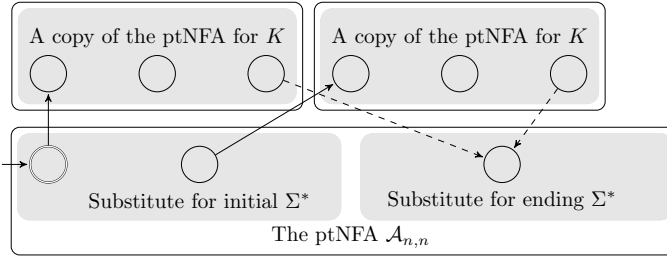 A copy of the ptNFA for K
A copy of the ptNFA for K
Substitute for initial Σ*
Substitute for ending Σ*
The ptNFA 𝒜n,n